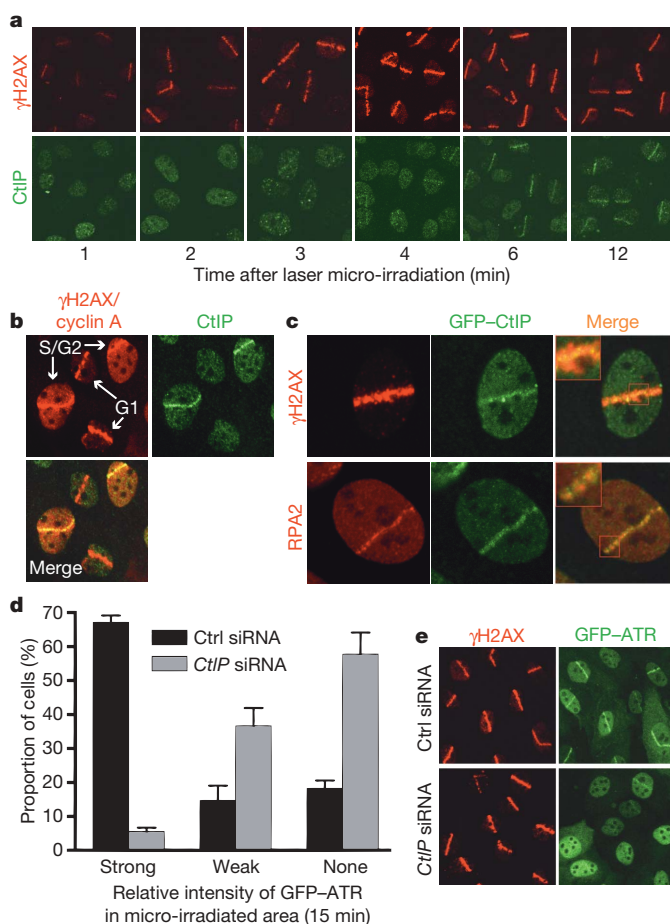 a
γH2AX
CtIP
1 2 3 4 6 12
Time after laser micro-irradiation (min)
b
γH2AX/
cyclin A
CtIP
S/G2
G1
Merge
c
GFP–CtIP
Merge
γH2AX
RPA2
d
Proportion of cells (%)
70
60
50
40
30
20
10
0
Ctrl siRNA
CtIP siRNA
Strong Weak None
Relative intensity of GFP–ATR
in micro-irradiated area (15 min)
e
γH2AX
GFP–ATR
Ctrl siRNA
CtIP siRNA